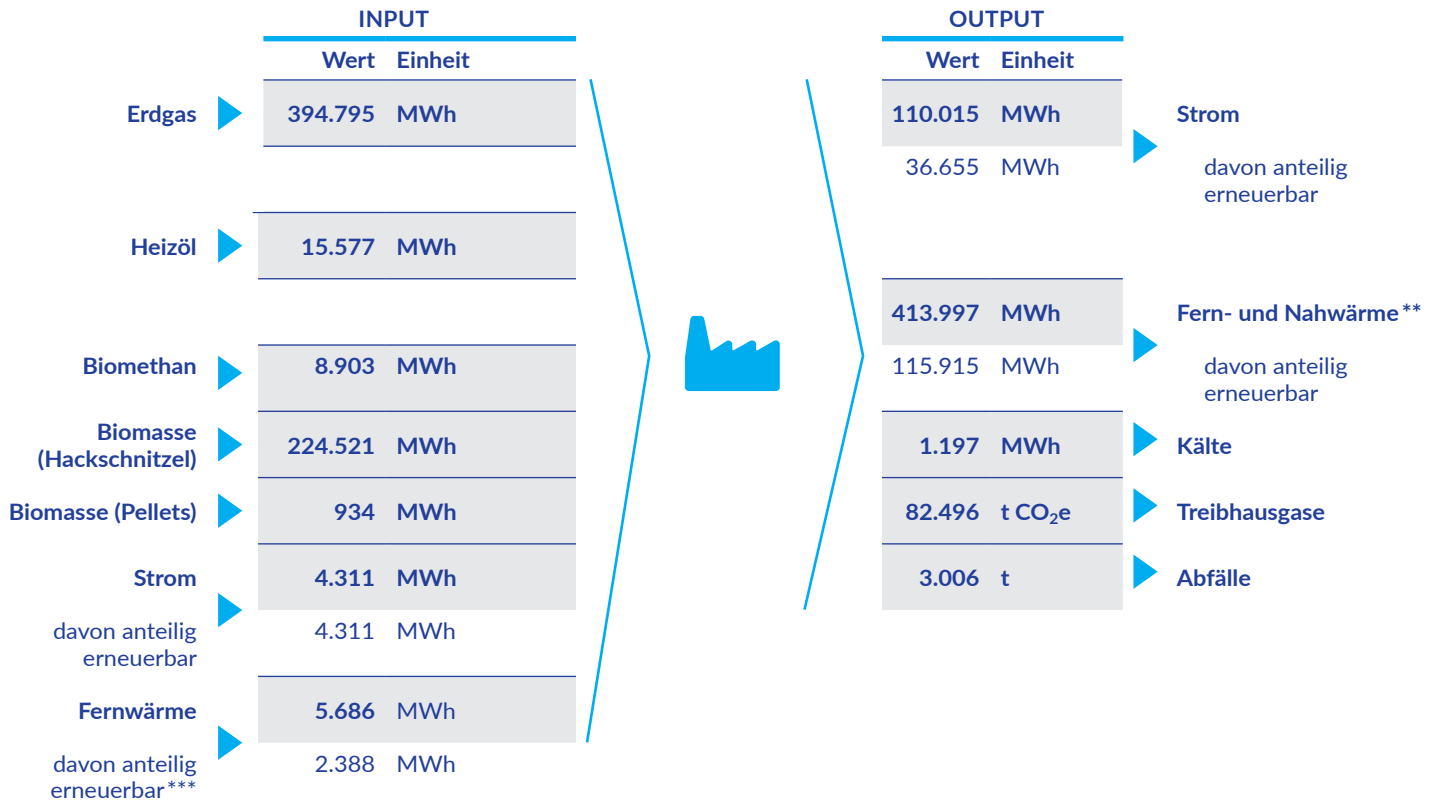 INPUT
Wert Einheit
Erdgas 394.795 MWh
Heizöl 15.577 MWh
Biomethan 8.903 MWh
Biomasse
(Hackschnitzel) 224.521 MWh
Biomasse (Pellets) 934 MWh
Strom 4.311 MWh
davon anteilig 4.311 MWh
erneuerbar
Fernwärme 5.686 MWh
davon anteilig 2.388 MWh
erneuerbar***
OUTPUT
Wert Einheit
110.015 MWh Strom
36.655 MWh davon anteilig
erneuerbar
413.997 MWh Fern- und Nahwärme**
115.915 MWh davon anteilig
erneuerbar
1.197 MWh Kälte
82.496 t CO₂e Treibhausgase
3.006 t Abfälle